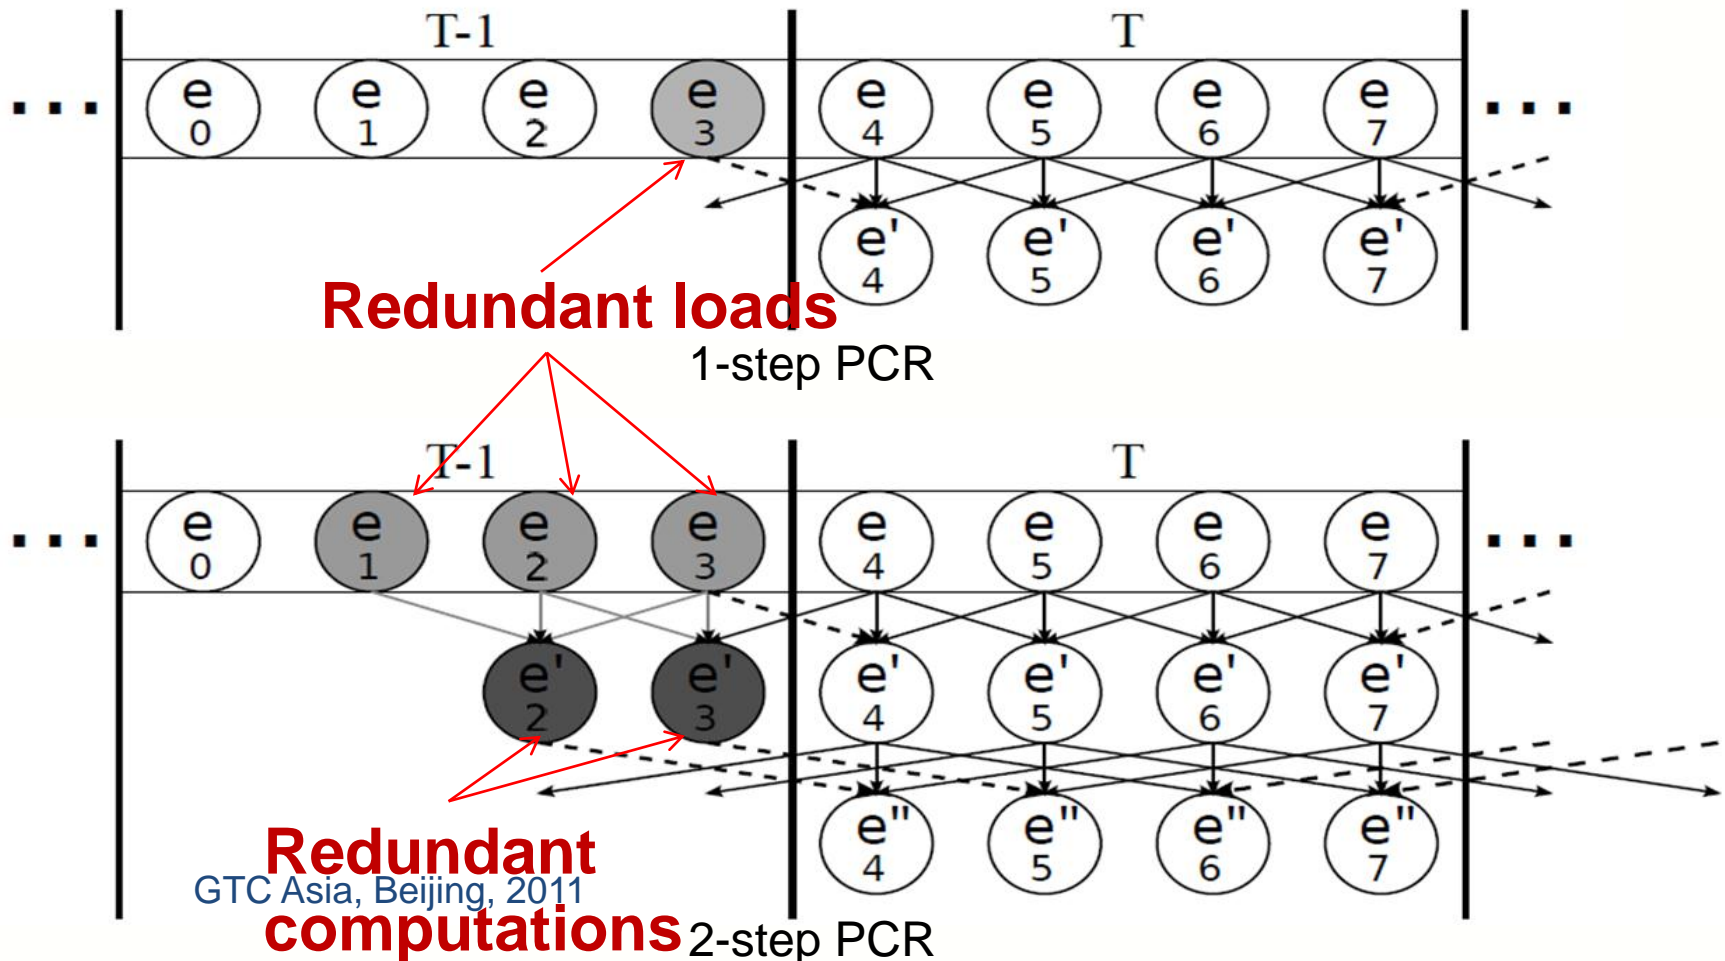 T-1 T
... e 0 e 1 e 2 e 3 e 4 e 5 e 6 e 7 ...
e' 4 e' 5 e' 6 e' 7
Redundant loads
1-step PCR
T-1 T
... e 0 e 1 e 2 e 3 e 4 e 5 e 6 e 7 ...
e' 2 e' 3 e' 4 e' 5 e' 6 e' 7
e" 4 e" 5 e" 6 e" 7
Redundant
GTC Asia, Beijing, 2011
computations
2-step PCR